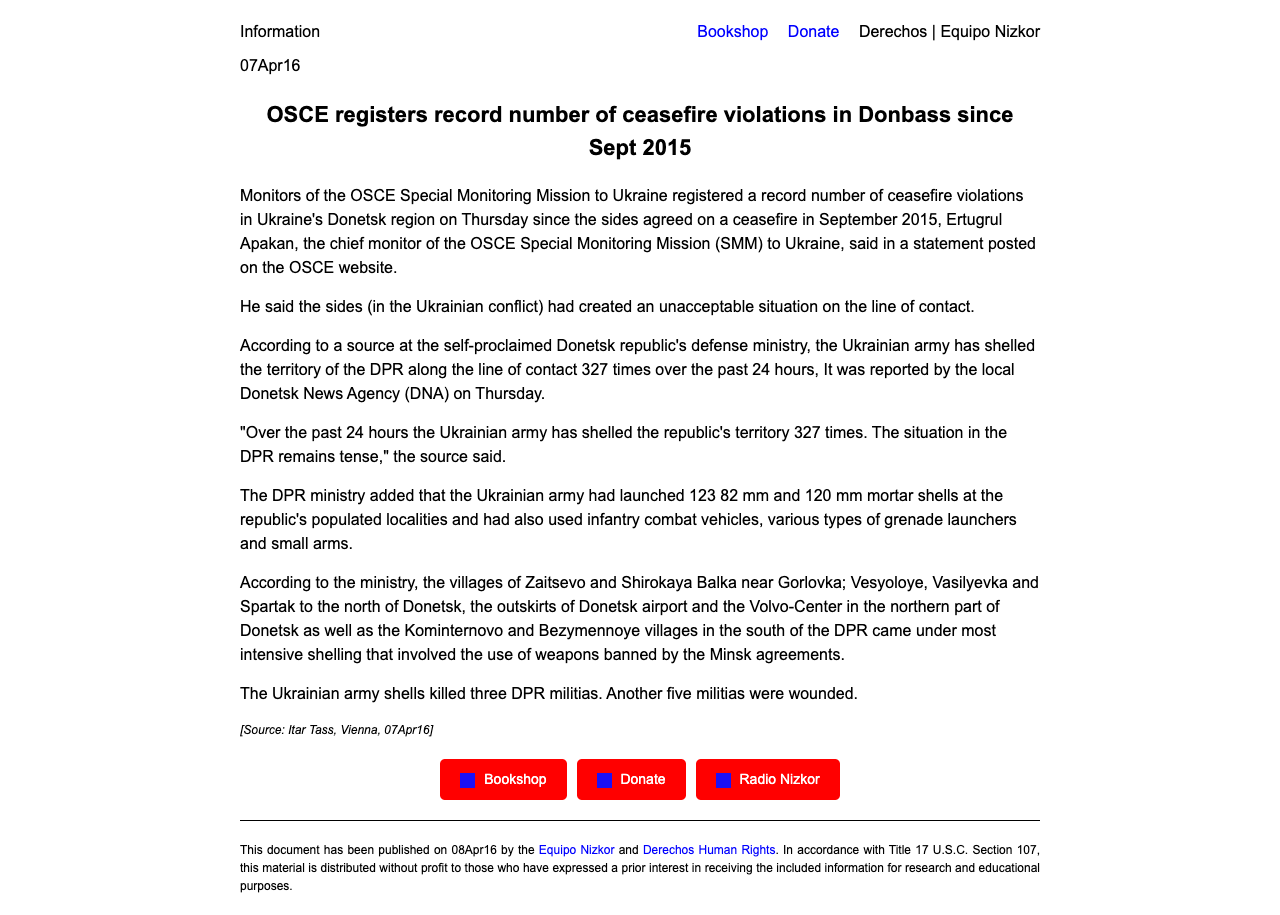 Information
Bookshop Donate Derechos | Equipo Nizkor
07Apr16
OSCE registers record number of ceasefire violations in Donbass since
Sept 2015
Monitors of the OSCE Special Monitoring Mission to Ukraine registered a record number of ceasefire violations
in Ukraine's Donetsk region on Thursday since the sides agreed on a ceasefire in September 2015, Ertugrul
Apakan, the chief monitor of the OSCE Special Monitoring Mission (SMM) to Ukraine, said in a statement posted
on the OSCE website.
He said the sides (in the Ukrainian conflict) had created an unacceptable situation on the line of contact.
According to a source at the self-proclaimed Donetsk republic's defense ministry, the Ukrainian army has shelled
the territory of the DPR along the line of contact 327 times over the past 24 hours, It was reported by the local
Donetsk News Agency (DNA) on Thursday.
"Over the past 24 hours the Ukrainian army has shelled the republic's territory 327 times. The situation in the
DPR remains tense," the source said.
The DPR ministry added that the Ukrainian army had launched 123 82 mm and 120 mm mortar shells at the
republic's populated localities and had also used infantry combat vehicles, various types of grenade launchers
and small arms.
According to the ministry, the villages of Zaitsevo and Shirokaya Balka near Gorlovka; Vesyoloye, Vasilyevka and
Spartak to the north of Donetsk, the outskirts of Donetsk airport and the Volvo-Center in the northern part of
Donetsk as well as the Kominternovo and Bezymennoye villages in the south of the DPR came under most
intensive shelling that involved the use of weapons banned by the Minsk agreements.
The Ukrainian army shells killed three DPR militias. Another five militias were wounded.
[Source: Itar Tass, Vienna, 07Apr16]
Bookshop Donate Radio Nizkor
This document has been published on 08Apr16 by the Equipo Nizkor and Derechos Human Rights. In accordance with Title 17 U.S.C. Section 107,
this material is distributed without profit to those who have expressed a prior interest in receiving the included information for research and educational
purposes.